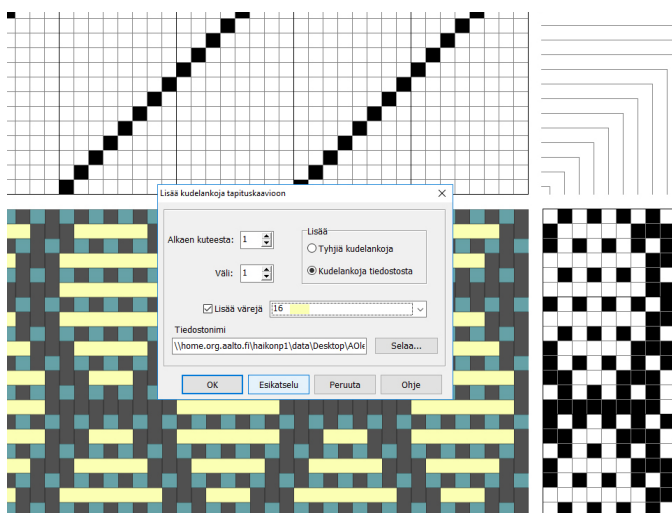 Lisää kudelankoja tapituskaavioon
Alkaen kuteesta: 1
Väli: 1
Lisää
Tyhjiä kudelankoja
Kudelankoja tiedostosta
Lisää värejä 16
Tiedostonimi
\\home.org.aalto.fi\haikonp1\data\Desktop\AOle
Selaa...
OK Esikatselu Peruuta Ohje